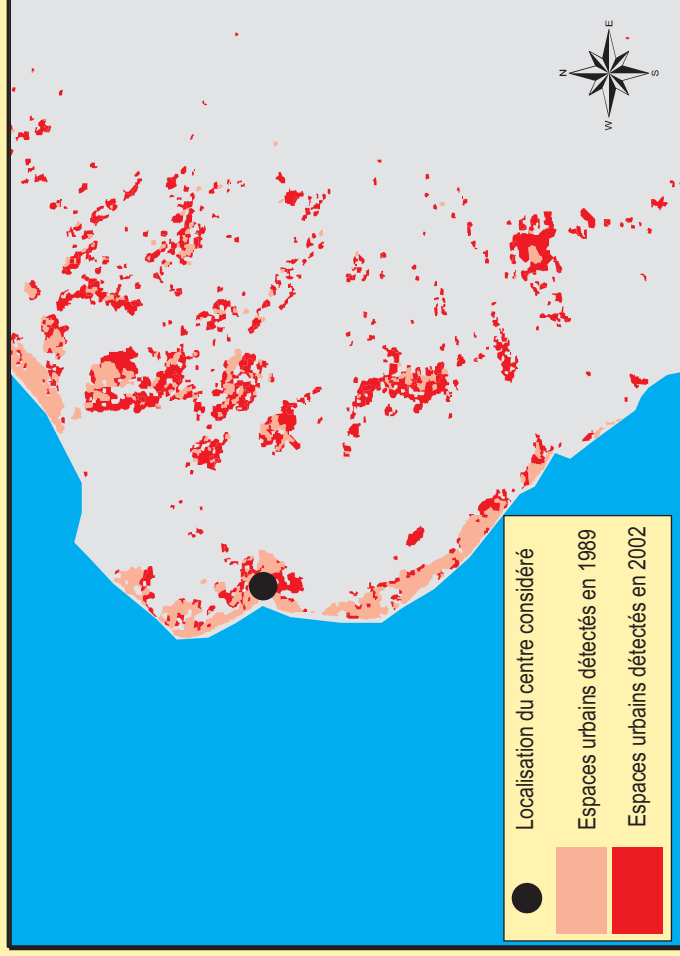 N
W
E
S
Localisation du centre considéré
Espaces urbains détectés en 1989
Espaces urbains détectés en 2002